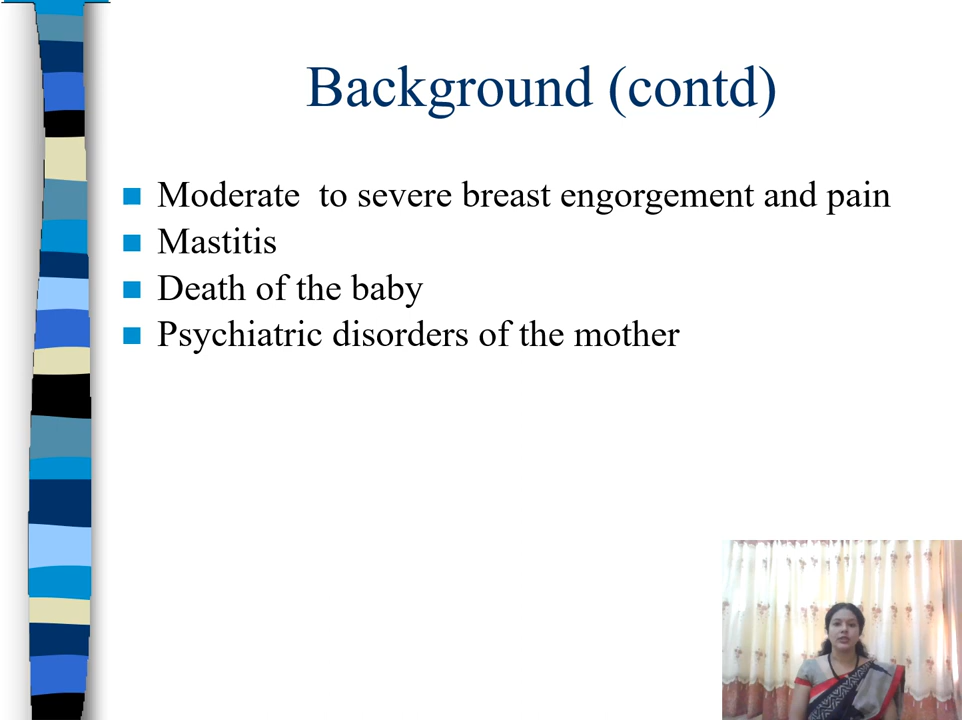 Background (contd)
Moderate  to severe breast engorgement and pain
Mastitis
Death of the baby
Psychiatric disorders of the mother